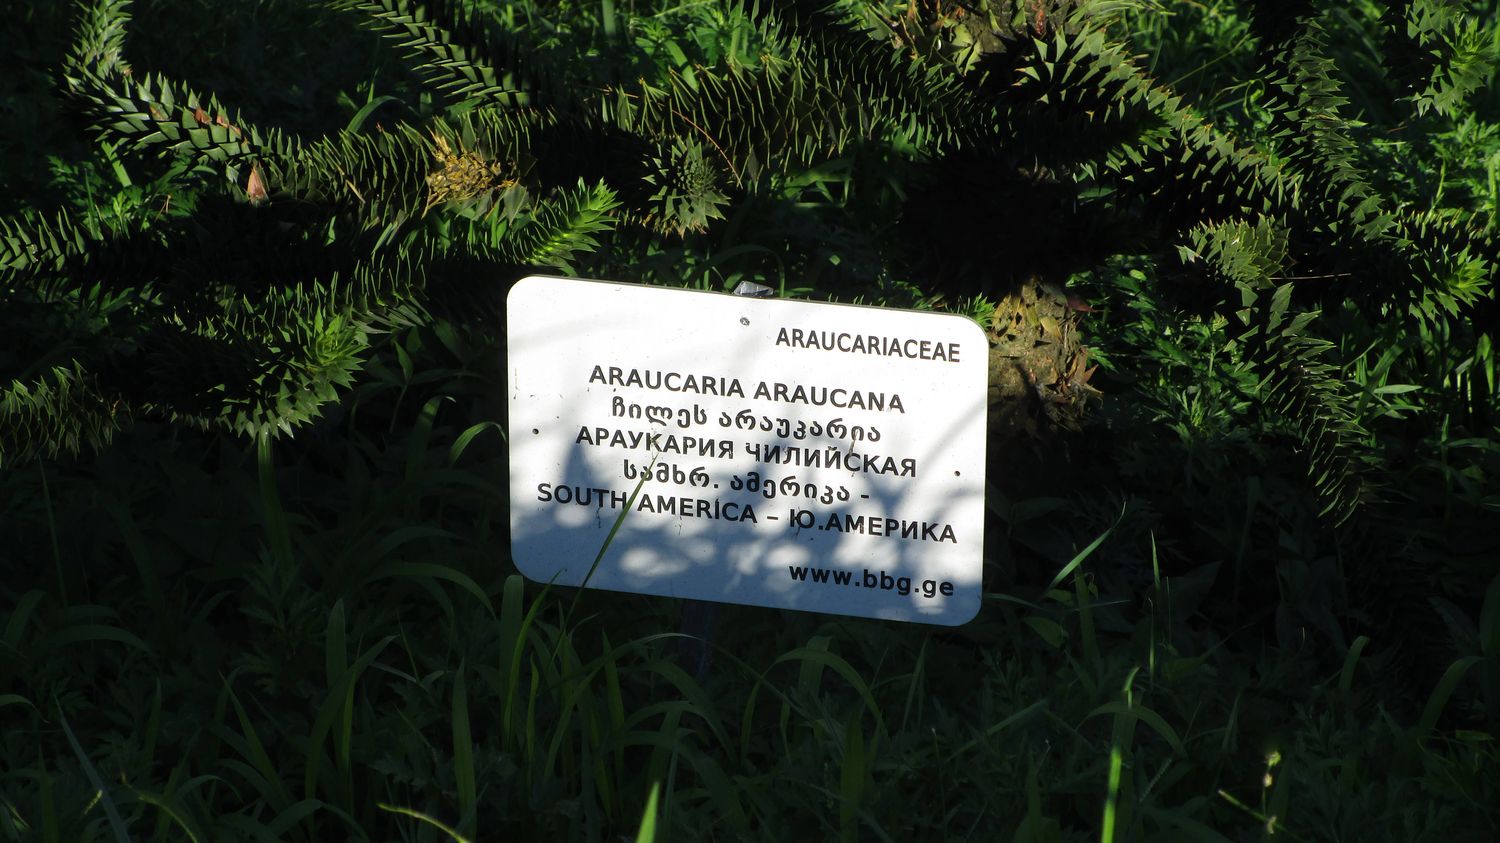 ARAUCARIACEAE
ARAUCARIA ARAUCANA
ჩილეს არაუკარია
АРАУКАРИЯ ЧИЛИЙСКАЯ
სამხრ. ამერიკა -
SOUTH AMERICA – Ю.АМЕРИКА
www.bbg.ge